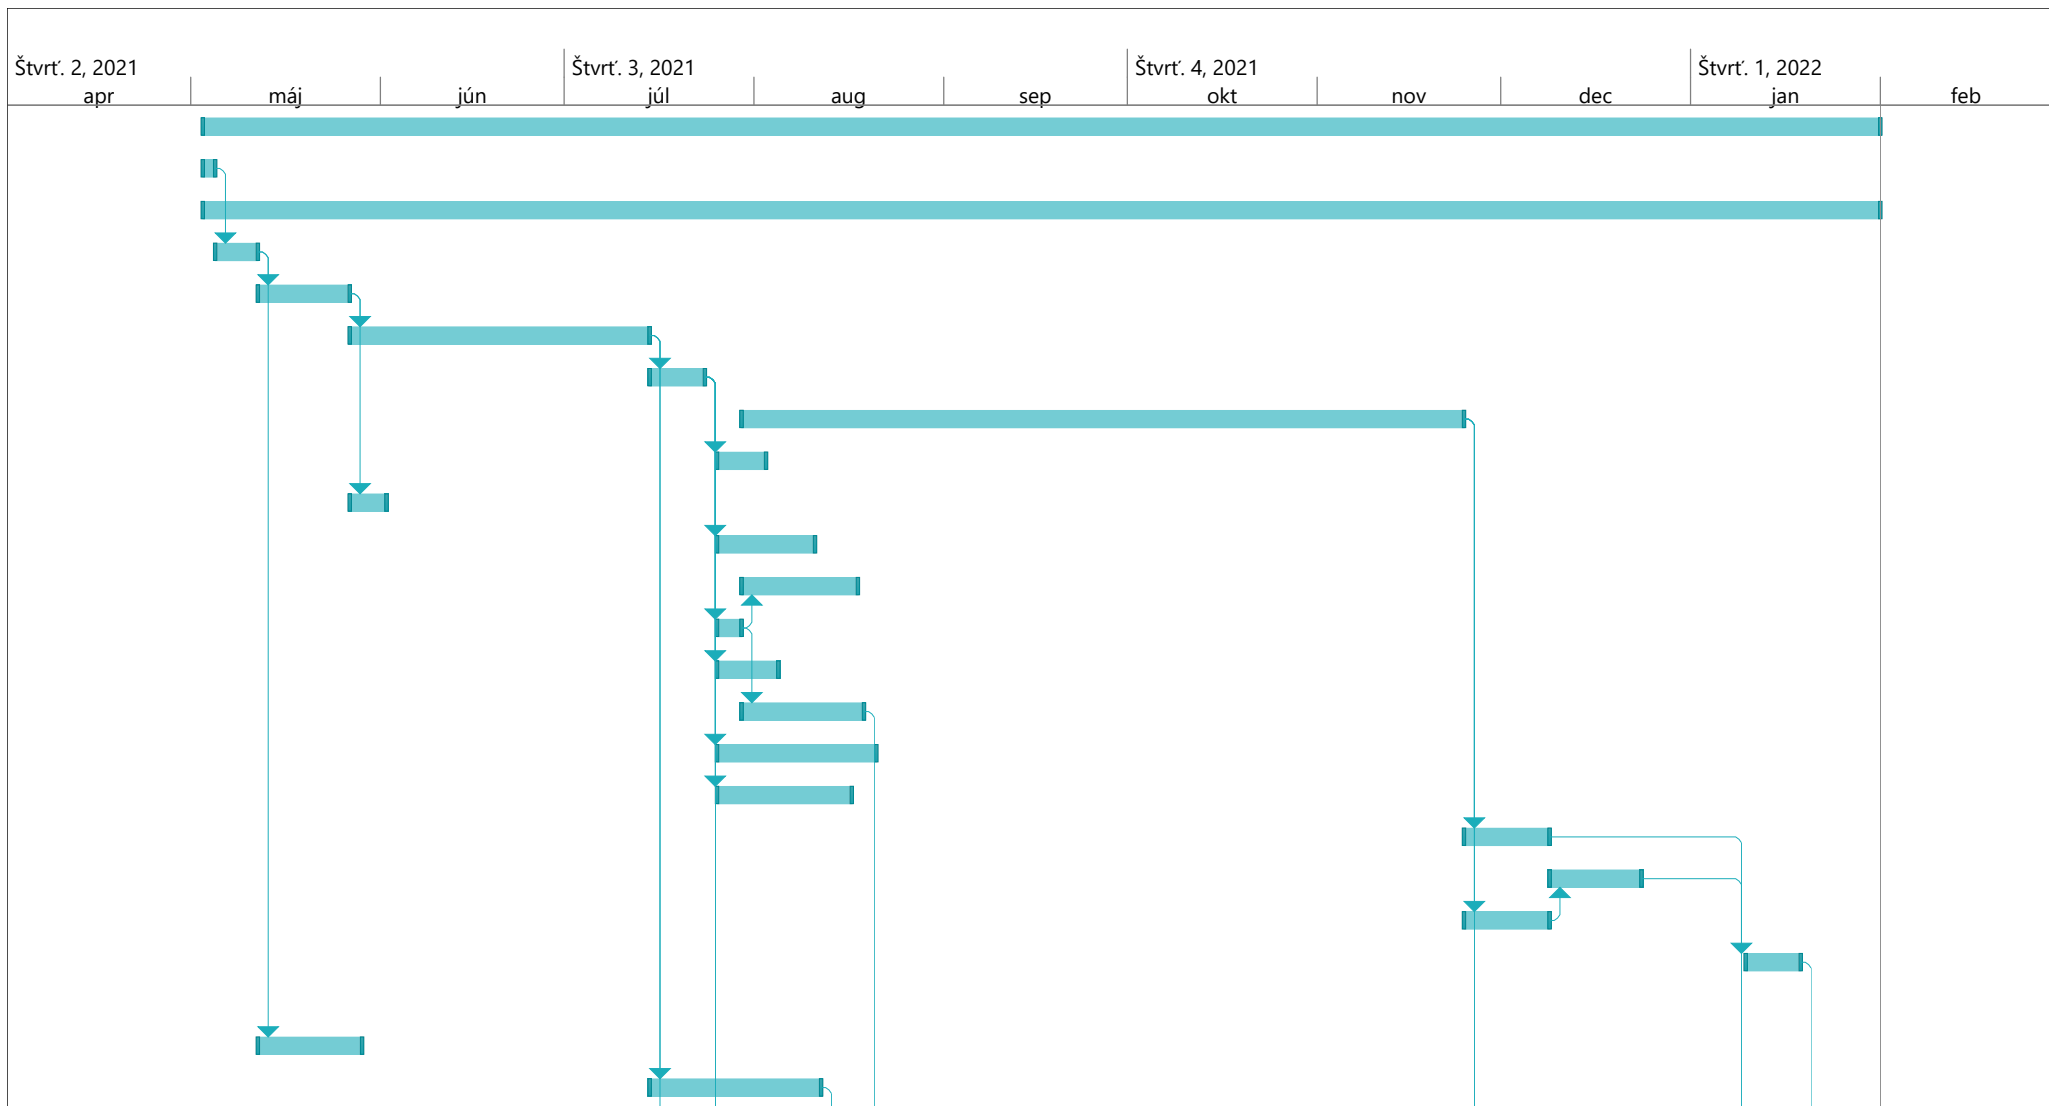 Štvrť. 2, 2021 Štvrť. 3, 2021 Štvrť. 4, 2021 Štvrť. 1, 2022
apr máj jún júl aug sep okt nov dec jan feb